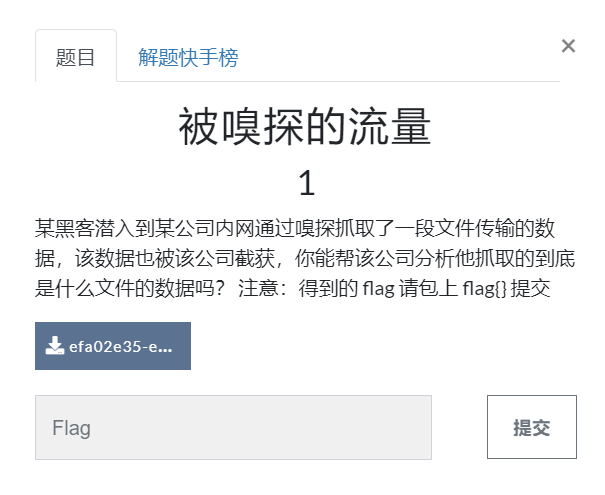 题目 解题快手榜 ×
被嗅探的流量
1
某黑客潜入到某公司内网通过嗅探抓取了一段文件传输的数
据，该数据也被该公司截获，你能帮该公司分析他抓取的到底
是什么文件的数据吗？ 注意：得到的 flag 请包上 flag{} 提交
efa02e35-e...
Flag 提交